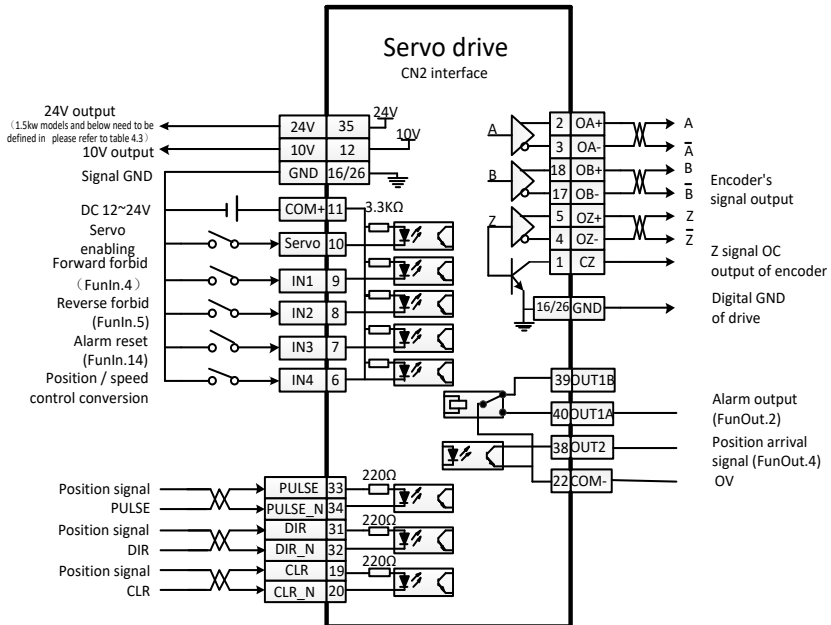 Servo drive
CN2 interface
24V output
（1.5kw models and below need to be
defined in please refer to table 4.3）
10V output
Signal GND
DC 12~24V
Servo
enabling
Forward forbid
（FunIn.4）
Reverse forbid
(FunIn.5)
Alarm reset
(FunIn.14)
Position / speed
control conversion
24V 35 24V
10V 12 10V
GND 16/26
COM+ 11 3.3KΩ
Servo 10
IN1 9
IN2 8
IN3 7
IN4 6
Position signal
PULSE
Position signal
DIR
Position signal
CLR
PULSE 33 220Ω
PULSE_N 34
DIR 31 220Ω
DIR_N 32
CLR 19 220Ω
CLR_N 20
A 2 OA+ A
3 OA- A̅
B 18 OB+ B
17 OB- B̅
Z 5 OZ+ Z
4 OZ- Z̅
1 CZ
16/26 GND
Encoder's
signal output
Z signal OC
output of encoder
Digital GND
of drive
39 OUT1B
40 OUT1A
38 OUT2
22 COM-
Alarm output
(FunOut.2)
Position arrival
signal (FunOut.4)
OV